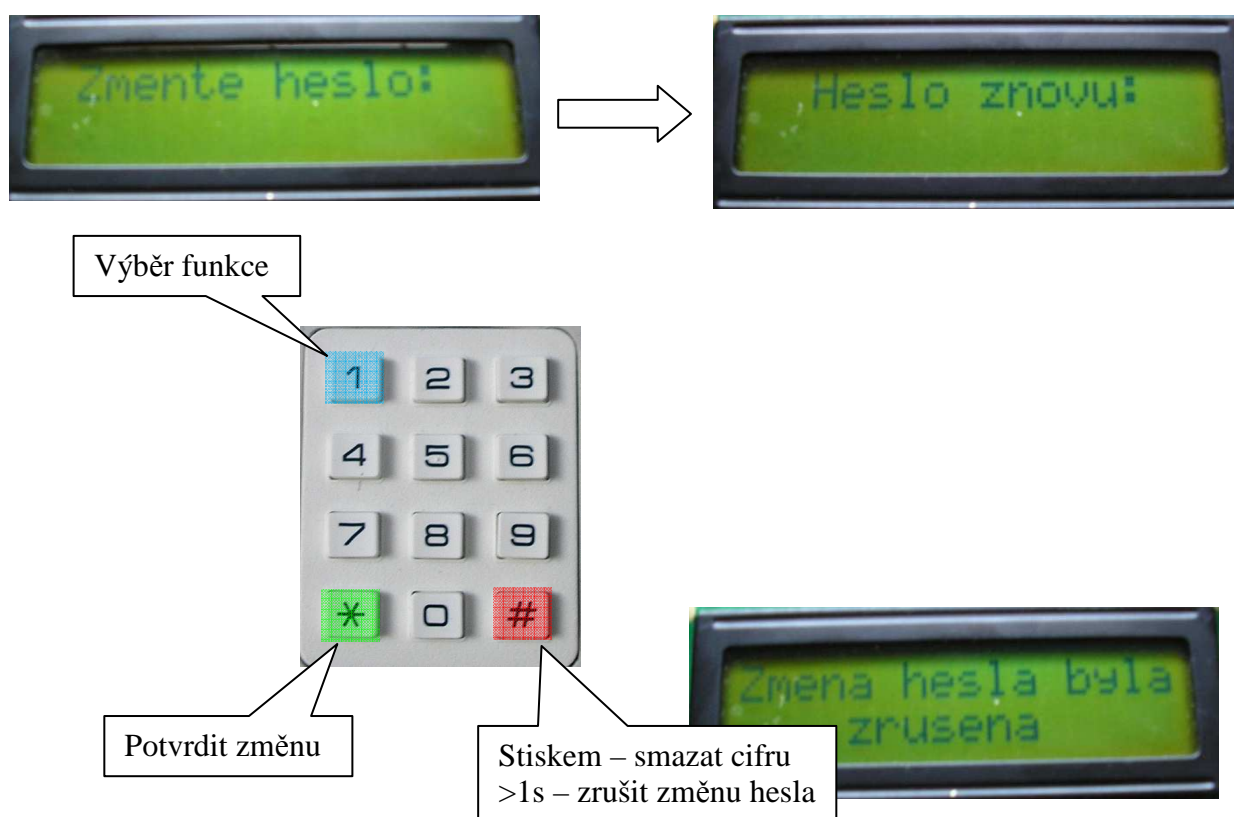 Zmente heslo:
Heslo znovu:
Výběr funkce
1 2 3
4 5 6
7 8 9
* 0 #
Zmena hesla byla
zrusena
Potvrdit změnu
Stiskem – smazat cifru
>1s – zrušit změnu hesla